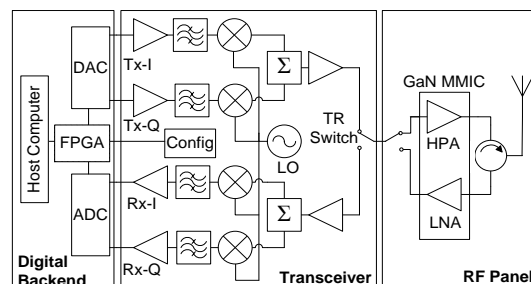 Host Computer
DAC
FPGA
ADC
Digital
Backend
Tx-I
Tx-Q
Config
Rx-I
Rx-Q
Σ
LO
Σ
TR
Switch
Transceiver
GaN MMIC
HPA
LNA
RF Panel